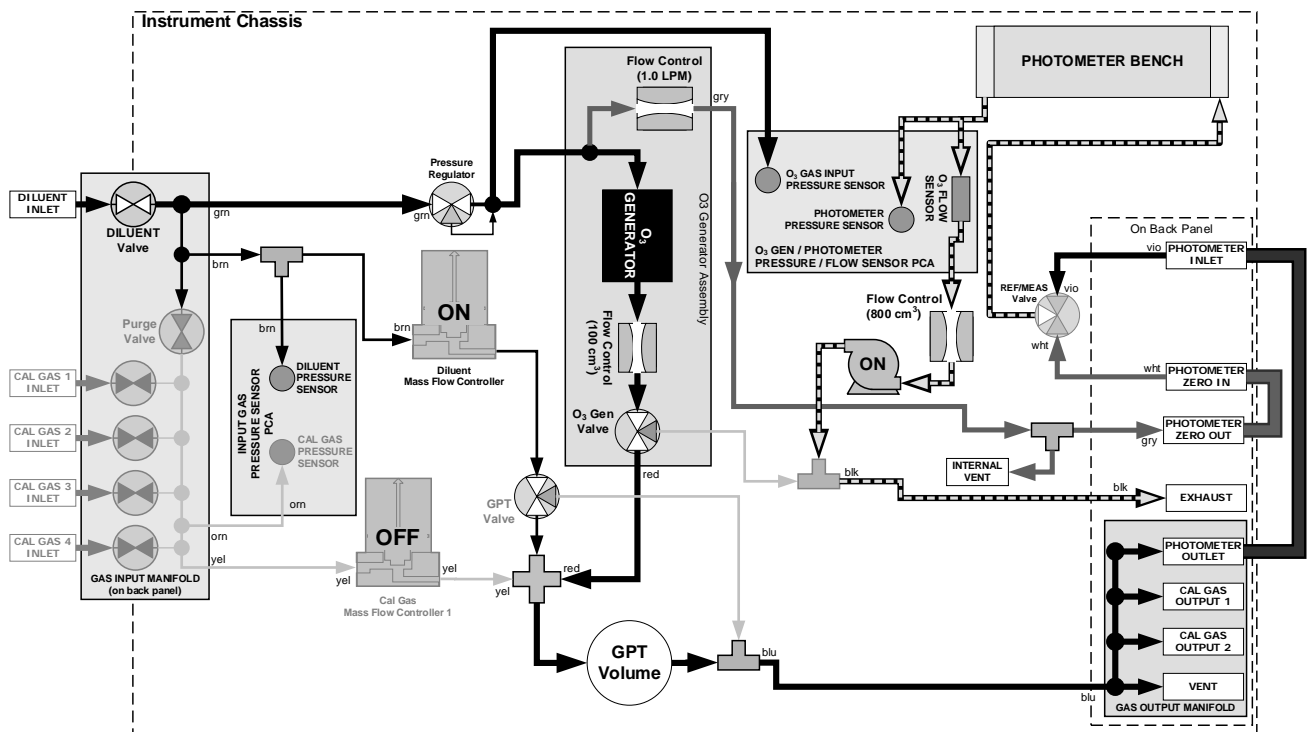 Instrument Chassis
Flow Control
(1.0 LPM)
gry
PHOTOMETER BENCH
Pressure
Regulator
grn
O3 GAS INPUT
PRESSURE SENSOR
O3 FLOW
SENSOR
PHOTOMETER
PRESSURE SENSOR
O3 GEN / PHOTOMETER
PRESSURE / FLOW SENSOR PCA
DILUENT
INLET
DILUENT
Valve
grn
O3
GENERATOR
O3 Generator Assembly
On Back Panel
vio
PHOTOMETER
INLET
brn
REF/MEAS
Valve
vio
Flow Control
(800 cm3)
ON
brn
Diluent
Mass Flow Controller
Purge
Valve
brn
Flow Control
(100 cm3)
ON
wht
wht
PHOTOMETER
ZERO IN
CAL GAS 1
INLET
DILUENT
PRESSURE
SENSOR
INPUT GAS
PRESSURE SENSOR
PCA
O3 Gen
Valve
PHOTOMETER
ZERO OUT
gry
CAL GAS 2
INLET
CAL GAS
PRESSURE
SENSOR
red
INTERNAL
VENT
blk
blk
EXHAUST
CAL GAS 3
INLET
orn
GPT
Valve
OFF
CAL GAS 4
INLET
orn
yel
yel
yel
yel
red
Cal Gas
Mass Flow Controller 1
GAS INPUT MANIFOLD
(on back panel)
PHOTOMETER
OUTLET
CAL GAS
OUTPUT 1
CAL GAS
OUTPUT 2
GPT
Volume
blu
blu
VENT
GAS OUTPUT MANIFOLD